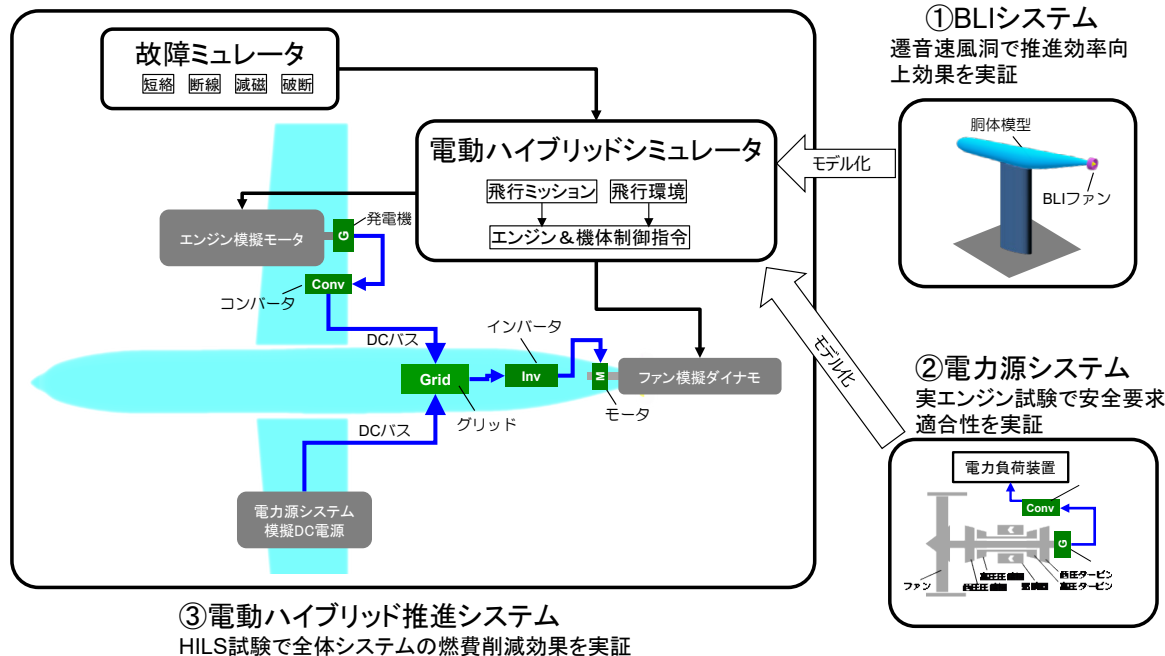 故障ミュレータ
短絡 断線 減磁 破断
電動ハイブリッドシミュレータ
飛行ミッション 飛行環境
エンジン&機体制御指令
エンジン模擬モータ
G
発電機
Conv
コンバータ
DCバス
インバータ
Grid
Inv
M
ファン模擬ダイナモ
グリッド
モータ
DCバス
電力源システム
模擬DC電源
③電動ハイブリッド推進システム
HILS試験で全体システムの燃費削減効果を実証
①BLIシステム
遷音速風洞で推進効率向
上効果を実証
胴体模型
BLIファン
モデル化
モデル化
②電力源システム
実エンジン試験で安全要求
適合性を実証
電力負荷装置
Conv
G
ファン
低圧タービン
高圧タービン